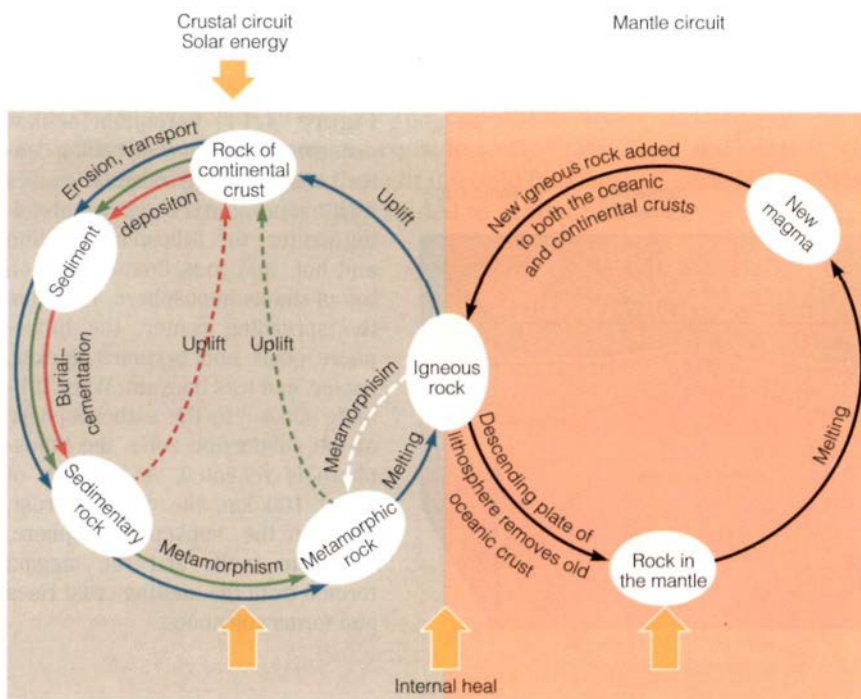 Crustal circuit
Solar energy
Mantle circuit
Erosion, transport
depositon
Rock of
continental
crust
Sediment
Burial–
cementation
Uplift
Uplift
Uplift
Sedimentary
rock
Metamorphism
Metamorphic
rock
Metamorphisim
Melting
Igneous
rock
New igneous rock added
to both the oceanic
and continental crusts
New
magma
Melting
Descending plate of
lithosphere removes old
oceanic crust
Rock in
the mantle
Internal heal